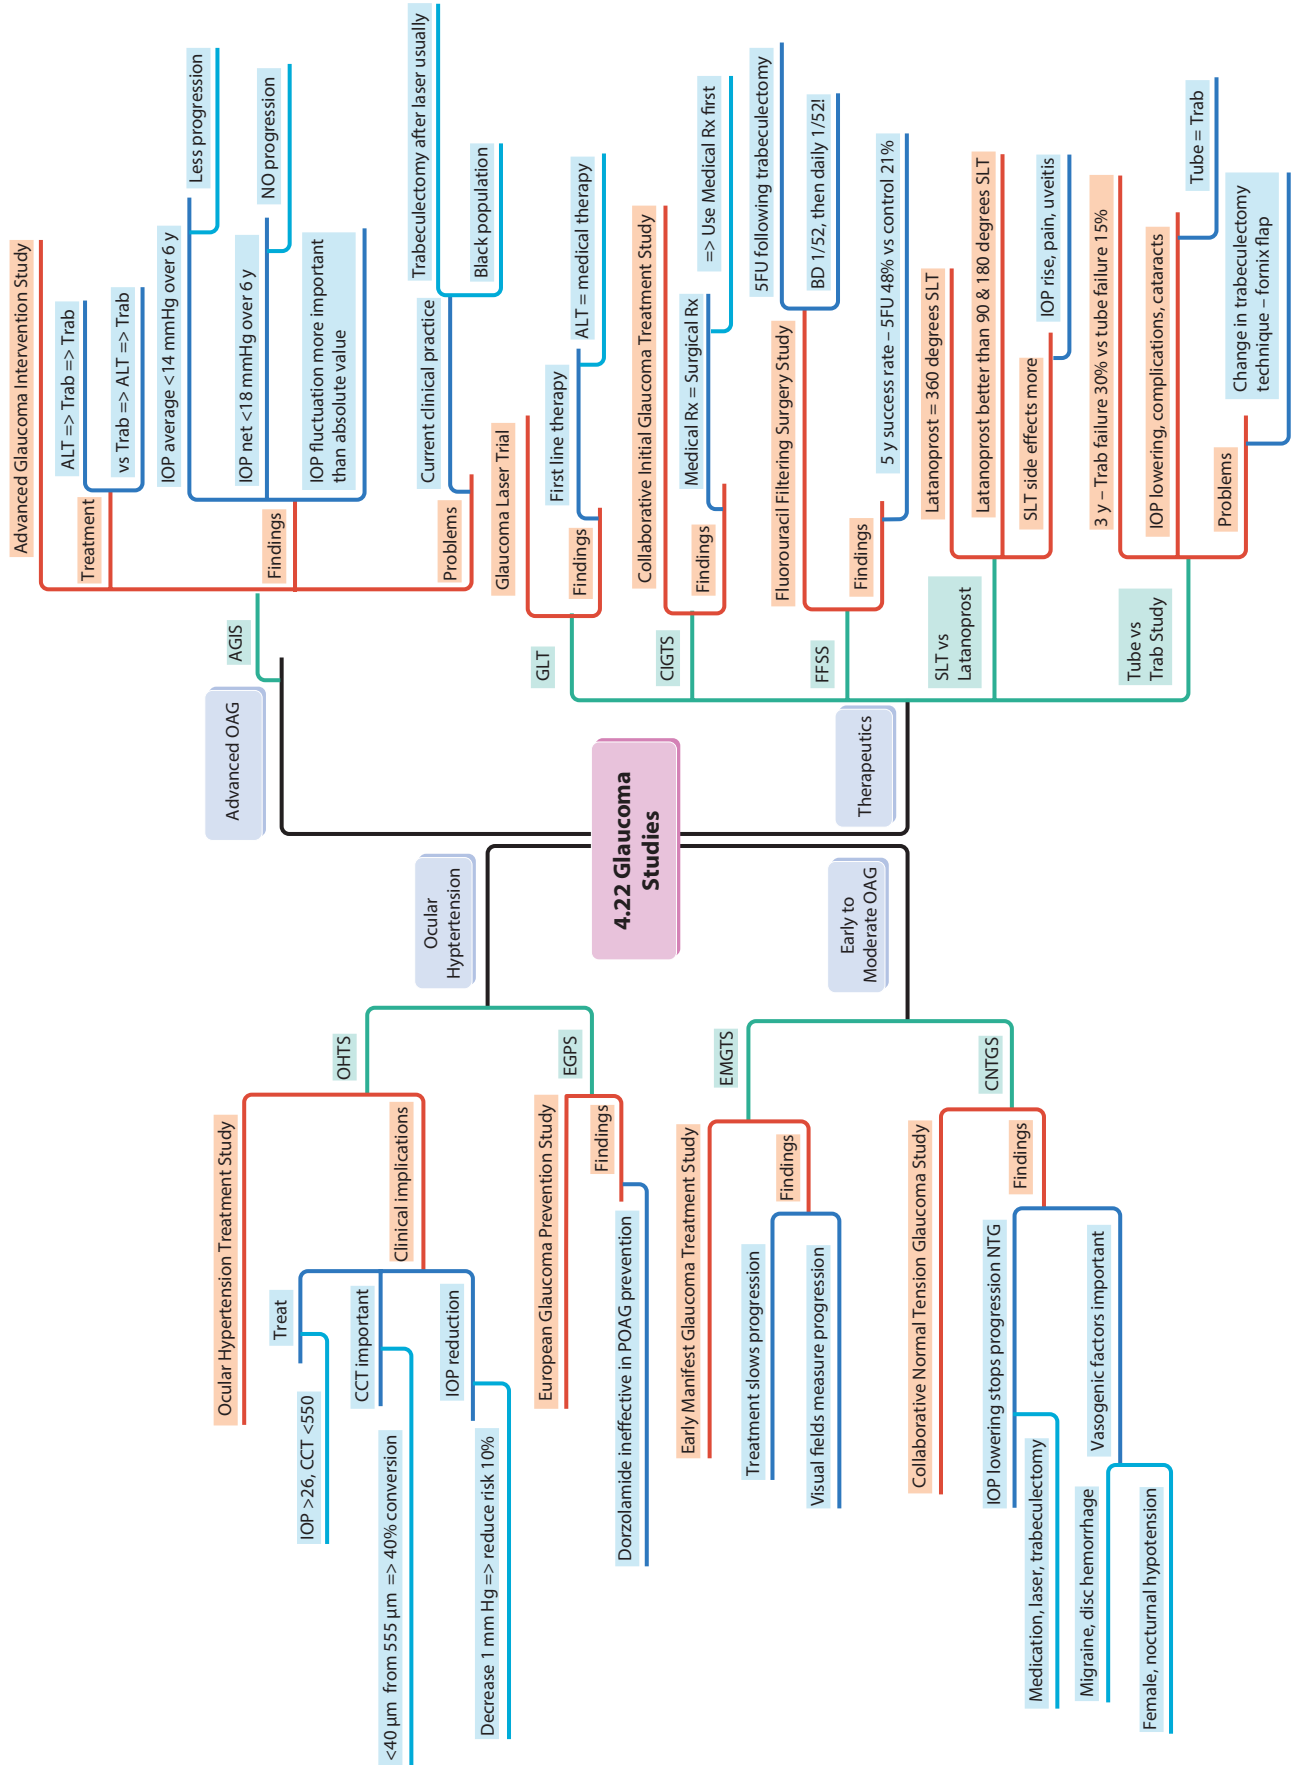 4.22 Glaucoma
Studies
Ocular
Hyptertension
OHTS
Ocular Hypertension Treatment Study
Clinical implications
Treat
IOP >26, CCT <550
CCT important
<40 µm from 555 µm => 40% conversion
IOP reduction
Decrease 1 mm Hg => reduce risk 10%
EGPS
European Glaucoma Prevention Study
Findings
Dorzolamide ineffective in POAG prevention
Early to
Moderate OAG
EMGTS
Early Manifest Glaucoma Treatment Study
Findings
Treatment slows progression
Visual fields measure progression
CNTGS
Collaborative Normal Tension Glaucoma Study
Findings
IOP lowering stops progression NTG
Medication, laser, trabeculectomy
Vasogenic factors important
Migraine, disc hemorrhage
Female, nocturnal hypotension
Advanced OAG
AGIS
Advanced Glaucoma Intervention Study
Treatment
ALT => Trab => Trab
vs Trab => ALT => Trab
Findings
IOP average <14 mmHg over 6 y
Less progression
IOP net <18 mmHg over 6 y
NO progression
IOP fluctuation more important
than absolute value
Problems
Current clinical practice
Trabeculectomy after laser usually
Black population
Therapeutics
GLT
Glaucoma Laser Trial
Findings
First line therapy
ALT = medical therapy
CIGTS
Collaborative Initial Glaucoma Treatment Study
Findings
Medical Rx = Surgical Rx
=> Use Medical Rx first
FFSS
Fluorouracil Filtering Surgery Study
5FU following trabeculectomy
BD 1/52, then daily 1/52!
Findings
5 y success rate – 5FU 48% vs control 21%
SLT vs
Latanoprost
Latanoprost = 360 degrees SLT
Latanoprost better than 90 & 180 degrees SLT
SLT side effects more
IOP rise, pain, uveitis
Tube vs
Trab Study
3 y – Trab failure 30% vs tube failure 15%
IOP lowering, complications, cataracts
Tube = Trab
Problems
Change in trabeculectomy
technique – fornix flap